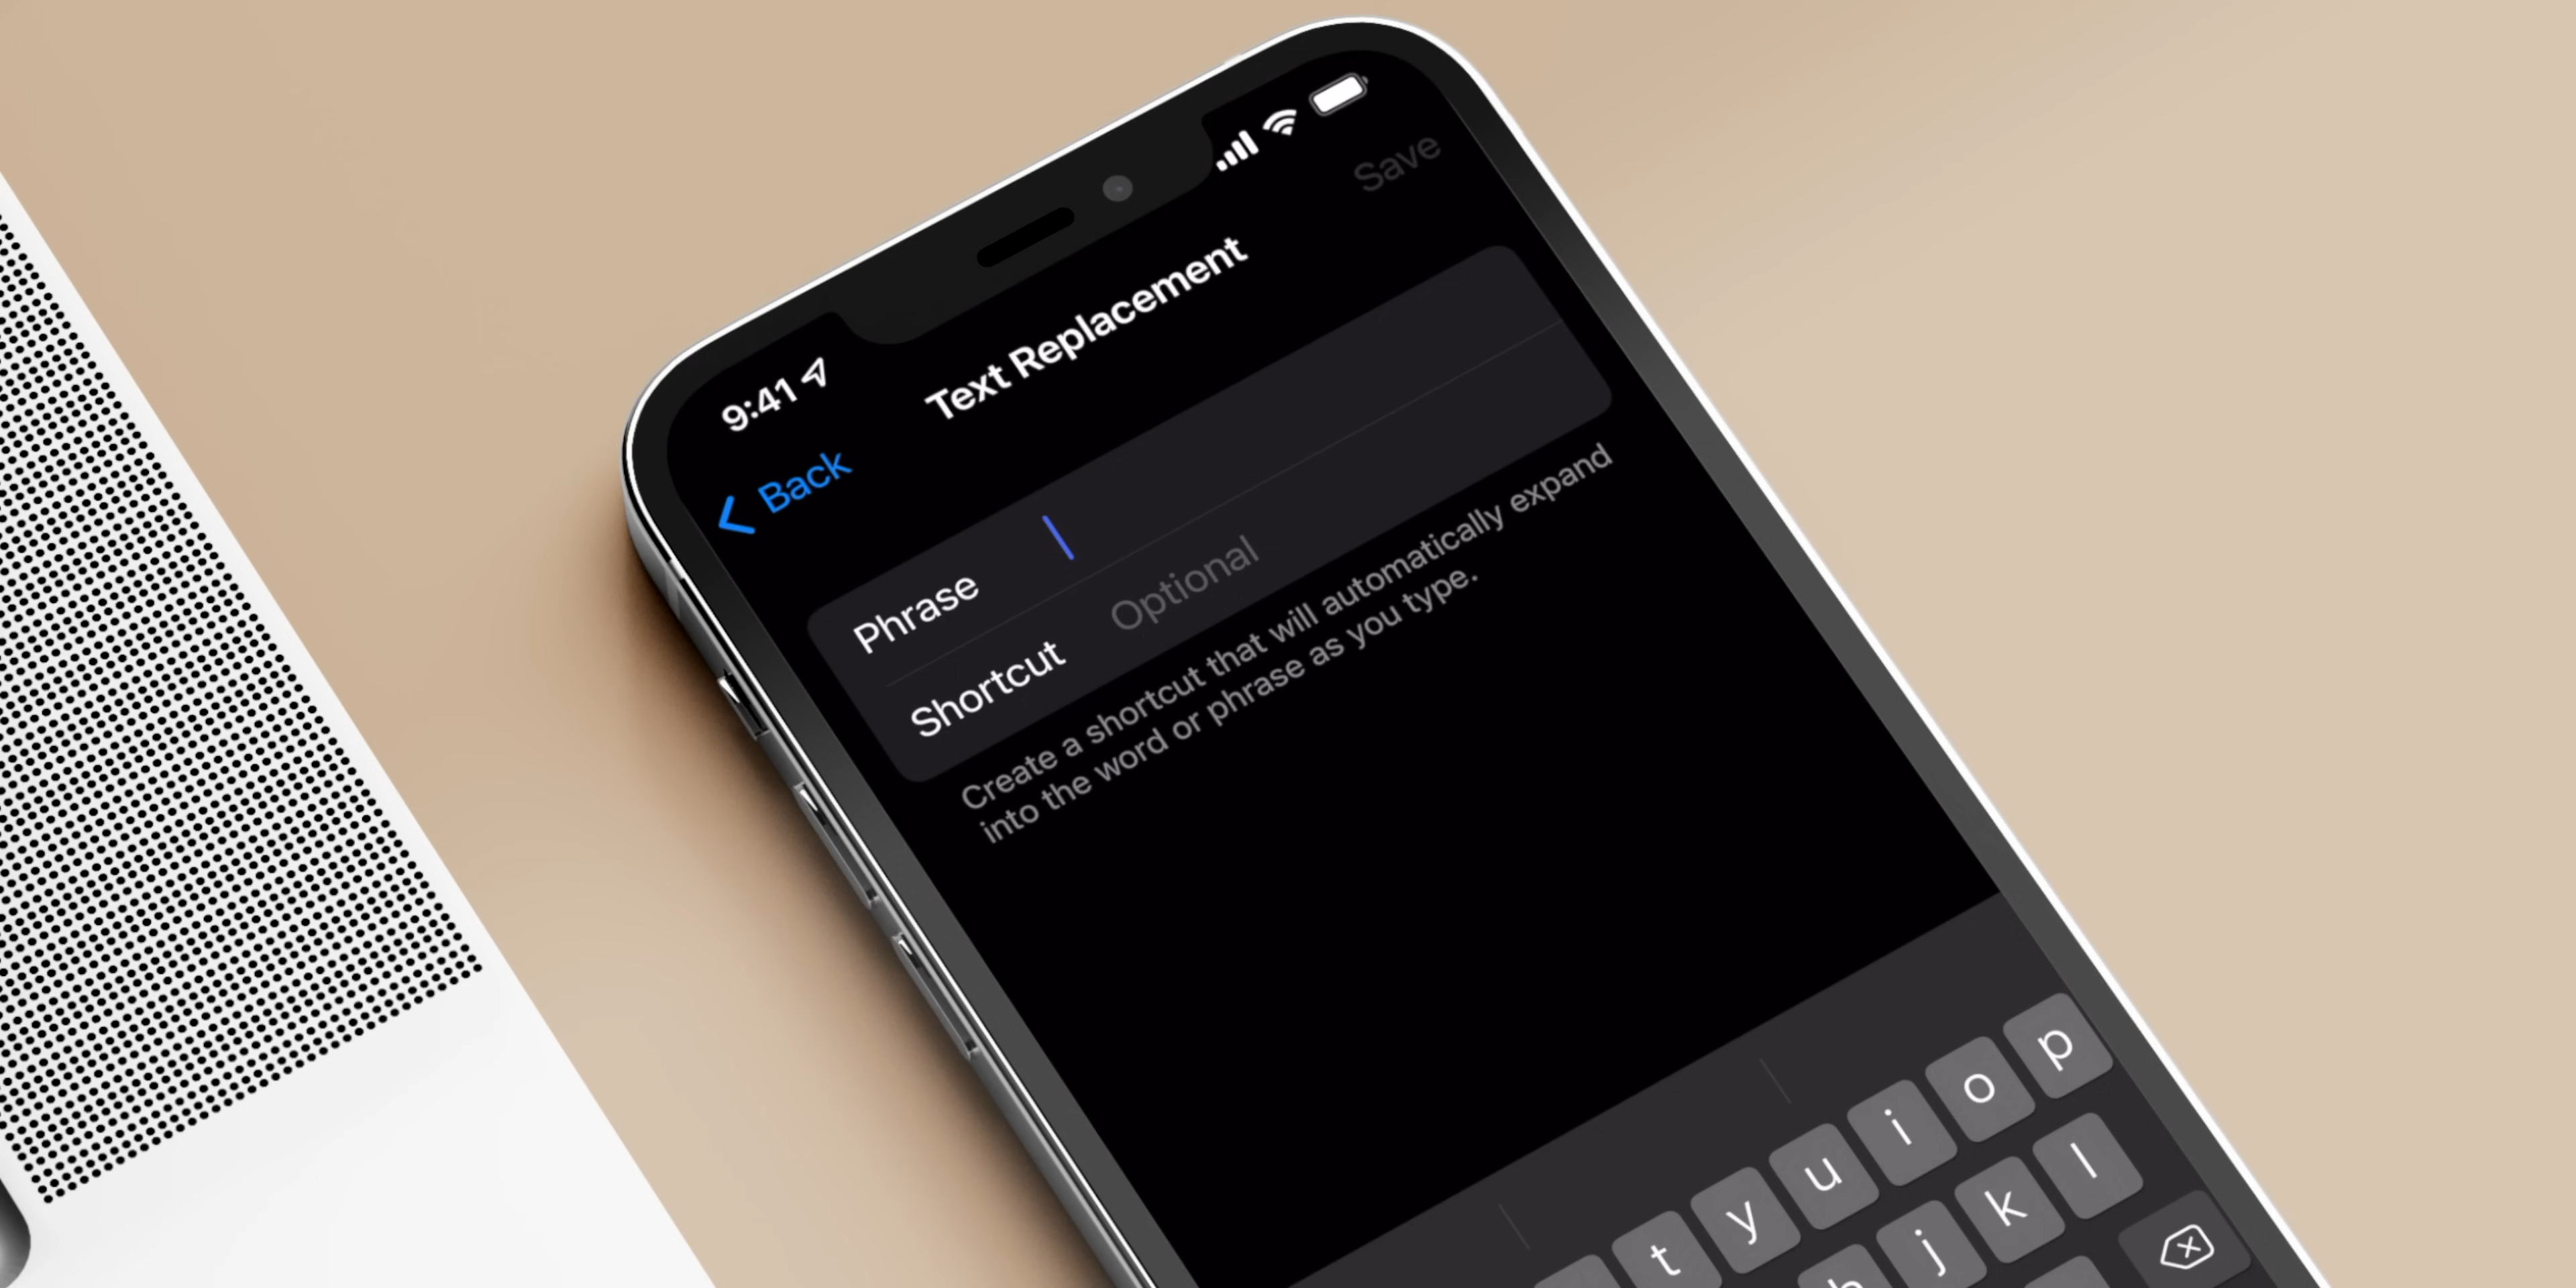 9:41
Save
Back
Text Replacement
Phrase
Shortcut Optional
Create a shortcut that will automatically expand
into the word or phrase as you type.
t y u i o p
h j k l